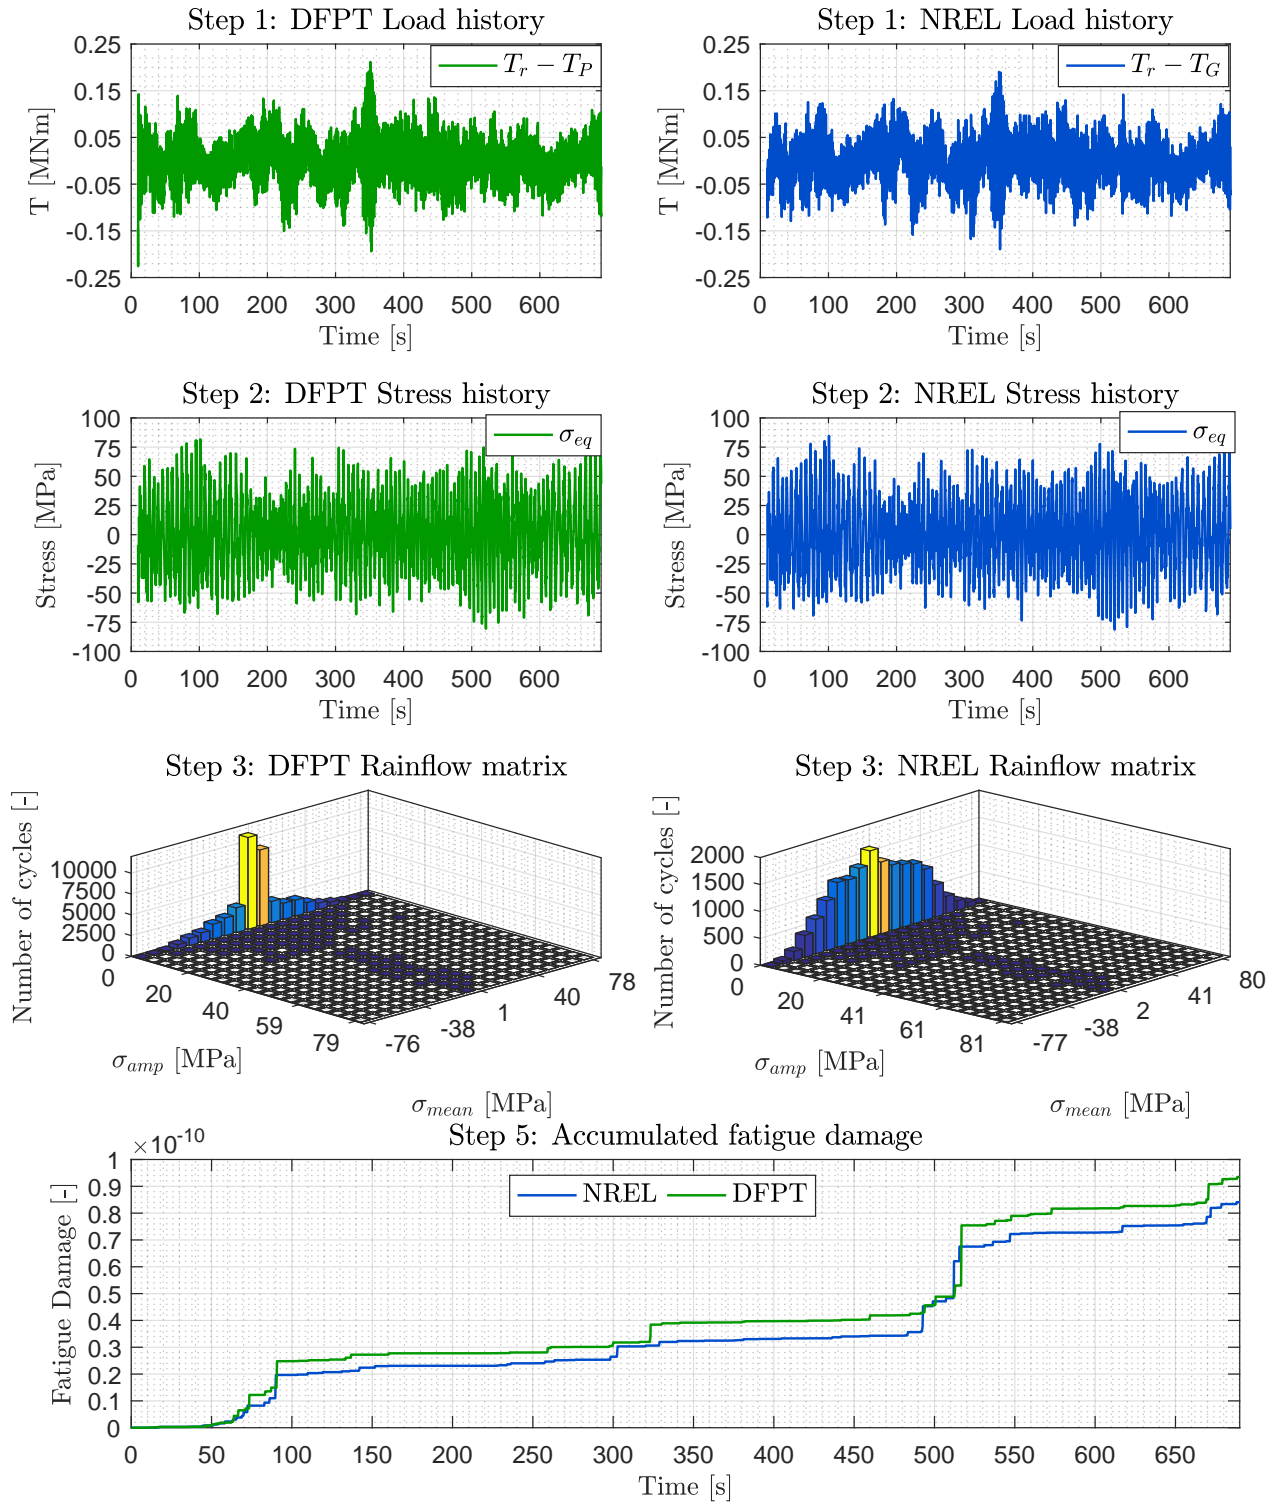 Step 1: DFPT Load history
T_r − T_P
0.25
0.15
0.05
-0.05
-0.15
-0.25
T [MNm]
0 100 200 300 400 500 600
Time [s]
Step 1: NREL Load history
T_r − T_G
0.25
0.15
0.05
-0.05
-0.15
-0.25
T [MNm]
0 100 200 300 400 500 600
Time [s]
Step 2: DFPT Stress history
σ_eq
100
75
50
25
0
-25
-50
-75
-100
Stress [MPa]
0 100 200 300 400 500 600
Time [s]
Step 2: NREL Stress history
σ_eq
100
75
50
25
0
-25
-50
-75
-100
Stress [MPa]
0 100 200 300 400 500 600
Time [s]
Step 3: DFPT Rainflow matrix
Number of cycles [-]
10000
7500
5000
2500
0
0 20 40 59 79
-76 -38 1 40 78
σ_amp [MPa]
σ_mean [MPa]
Step 3: NREL Rainflow matrix
Number of cycles [-]
2000
1500
1000
500
0
0 20 41 61 81
-77 -38 2 41 80
σ_amp [MPa]
σ_mean [MPa]
Step 5: Accumulated fatigue damage
×10^-10
NREL DFPT
1
0.9
0.8
0.7
0.6
0.5
0.4
0.3
0.2
0.1
0
Fatigue Damage [-]
0 50 100 150 200 250 300 350 400 450 500 550 600 650
Time [s]